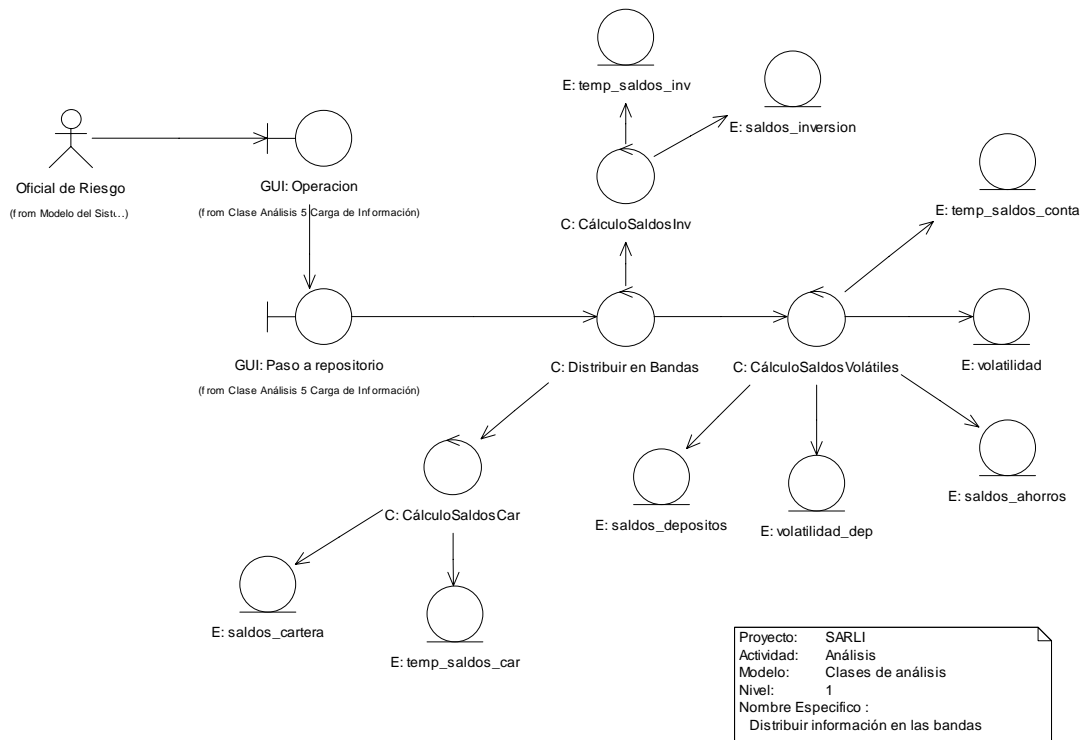 E: temp_saldos_inv
E: saldos_inversion
Oficial de Riesgo
(from Modelo del Sist...)
GUI: Operacion
(from Clase Análisis 5 Carga de Información)
C: CálculoSaldosInv
E: temp_saldos_conta
GUI: Paso a repositorio
(from Clase Análisis 5 Carga de Información)
C: Distribuir en Bandas
C: CálculoSaldosVolátiles
E: volatilidad
C: CálculoSaldosCar
E: saldos_depositos
E: volatilidad_dep
E: saldos_ahorros
E: saldos_cartera
E: temp_saldos_car
Proyecto: SARLI
Actividad: Análisis
Modelo: Clases de análisis
Nivel: 1
Nombre Especifico :
Distribuir información en las bandas